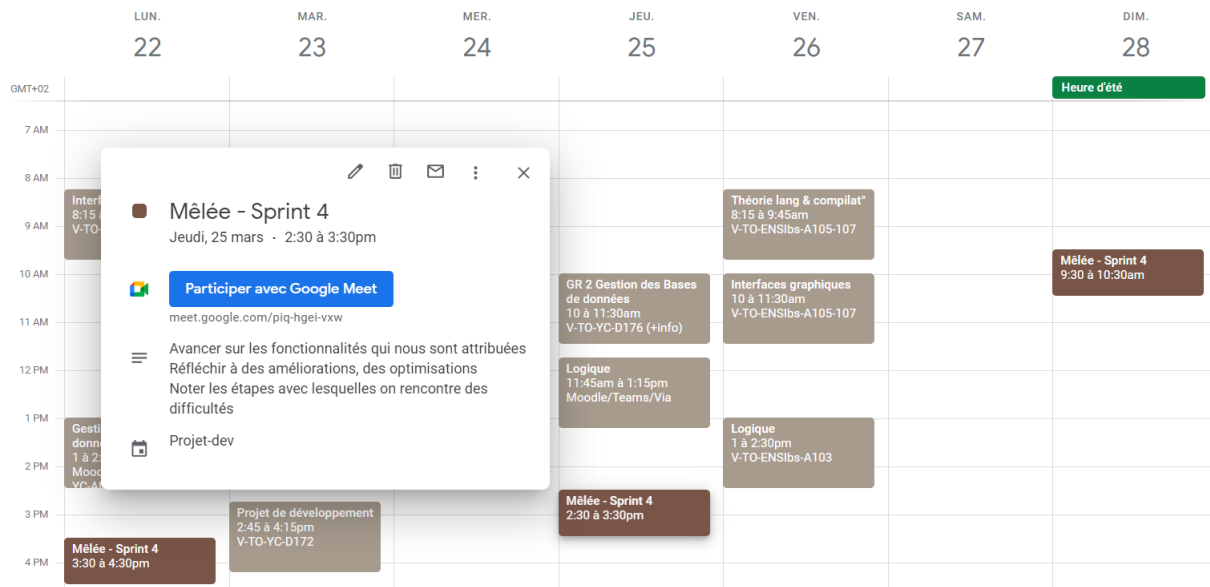 LUN. MAR. MER. JEU. VEN. SAM. DIM.
22 23 24 25 26 27 28
GMT+02
Heure d'été
7 AM
8 AM
9 AM
10 AM
11 AM
12 PM
1 PM
2 PM
3 PM
4 PM
8:15
V-TO-
1 à 2:
Mêlée - Sprint 4
3:30 à 4:30pm
Mêlée - Sprint 4
Jeudi, 25 mars · 2:30 à 3:30pm
Participer avec Google Meet
meet.google.com/piq-hgei-vxw
Avancer sur les fonctionnalités qui nous sont attribuées
Réfléchir à des améliorations, des optimisations
Noter les étapes avec lesquelles on rencontre des
difficultés
Projet-dev
Projet de développement
2:45 à 4:15pm
V-TO-YC-D172
GR 2 Gestion des Bases
de données
10 à 11:30am
V-TO-YC-D176 (+info)
Logique
11:45am à 1:15pm
Moodle/Teams/Via
Mêlée - Sprint 4
2:30 à 3:30pm
Théorie lang & compilat°
8:15 à 9:45am
V-TO-ENSIbs-A105-107
Interfaces graphiques
10 à 11:30am
V-TO-ENSIbs-A105-107
Logique
1 à 2:30pm
V-TO-ENSIbs-A103
Mêlée - Sprint 4
9:30 à 10:30am